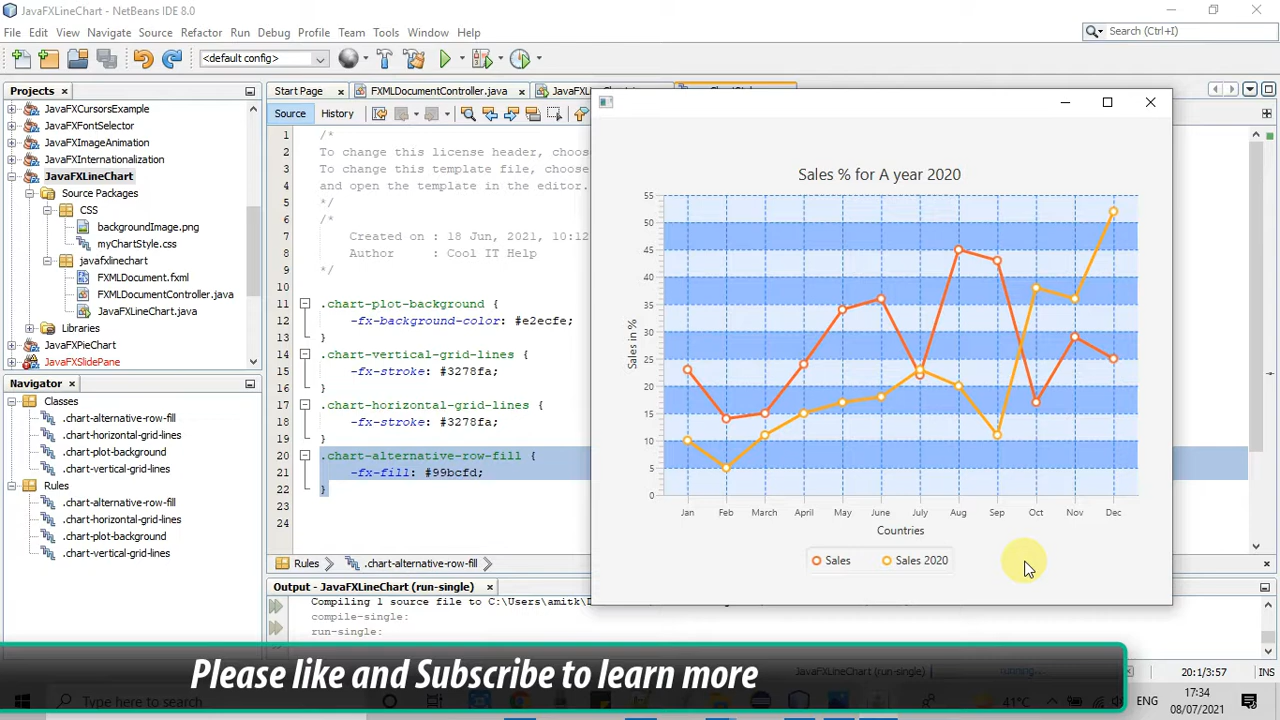 JavaFXLineChart - NetBeans IDE 8.0
File Edit View Navigate Source Refactor Run Debug Profile Team Tools Window Help
Search (Ctrl+I)
<default config>
Projects
JavaFXCursorsExample
JavaFXFontSelector
JavaFXImageAnimation
JavaFXInternationalization
JavaFXLineChart
Source Packages
CSS
backgroundImage.png
myChartStyle.css
javafxlinechart
FXMLDocument.fxml
FXMLDocumentController.java
JavaFXLineChart.java
Libraries
JavaFXPieChart
JavaFXSlidePane
Navigator
Classes
.chart-alternative-row-fill
.chart-horizontal-grid-lines
.chart-plot-background
.chart-vertical-grid-lines
Rules
.chart-alternative-row-fill
.chart-horizontal-grid-lines
.chart-plot-background
.chart-vertical-grid-lines
Start Page FXMLDocumentController.java
Source History
1 /*
2 To change this license header, choos
3 To change this template file, choose
4 and open the template in the editor.
5 */
6 /*
7 Created on : 18 Jun, 2021, 10:12
8 Author : Cool IT Help
9 */
10
11 .chart-plot-background {
12 -fx-background-color: #e2ecfe;
13 }
14 .chart-vertical-grid-lines {
15 -fx-stroke: #3278fa;
16 }
17 .chart-horizontal-grid-lines {
18 -fx-stroke: #3278fa;
19 }
20 .chart-alternative-row-fill {
21 -fx-fill: #99bcfd;
22 }
23
24
Rules .chart-alternative-row-fill
Output - JavaFXLineChart (run-single)
Compiling 1 source file to C:\Users\amitk\D
compile-single:
run-single:
Sales % for A year 2020
Sales in %
55
50
45
40
35
30
25
20
15
10
5
0
Jan Feb March April May June July Aug Sep Oct Nov Dec
Countries
Sales Sales 2020
JavaFXLineChart (run-single) running... 20:1/3:57 INS
Please like and Subscribe to learn more
Type here to search
41°C ENG 17:34
08/07/2021